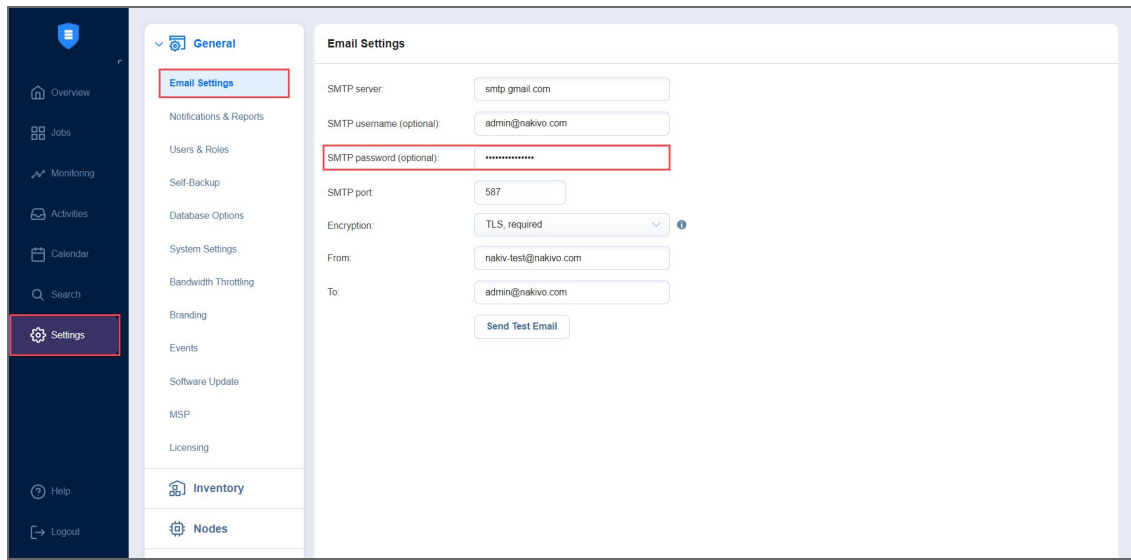 Overview
Jobs
Monitoring
Activities
Calendar
Search
Settings
Help
Logout
General
Email Settings
Notifications & Reports
Users & Roles
Self-Backup
Database Options
System Settings
Bandwidth Throttling
Branding
Events
Software Update
MSP
Licensing
Inventory
Nodes
Email Settings
SMTP server: smtp.gmail.com
SMTP username (optional): admin@nakivo.com
SMTP password (optional): •••••••••••••••
SMTP port: 587
Encryption: TLS, required
From: nakiv-test@nakivo.com
To: admin@nakivo.com
Send Test Email